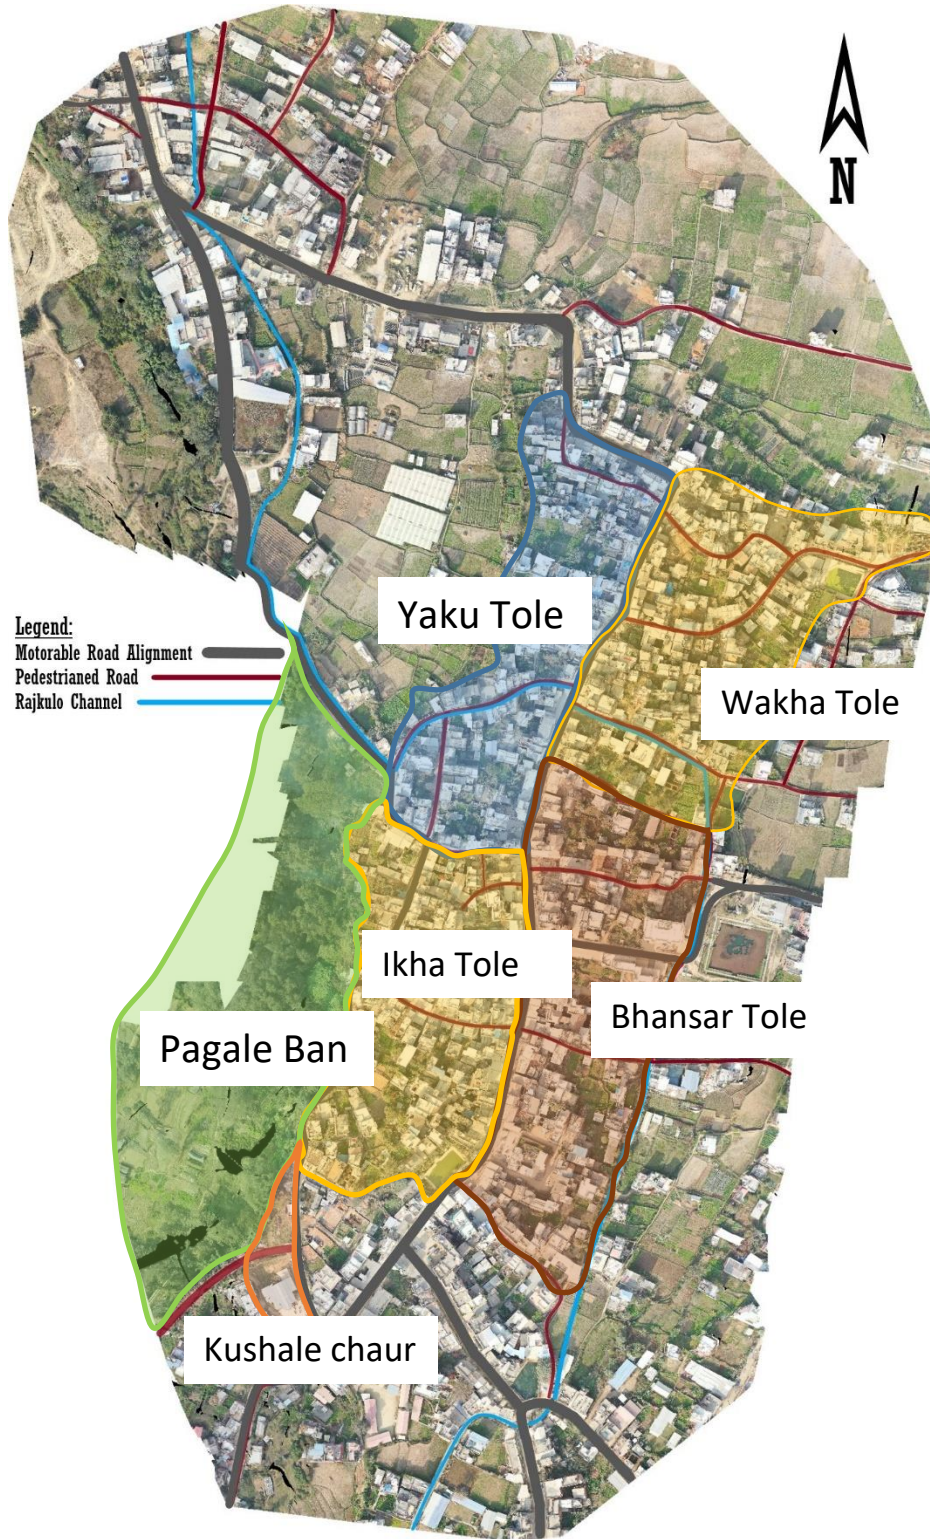 N
Yaku Tole
Legend:
Motorable Road Alignment
Pedestrianed Road
Rajkulo Channel
Wakha Tole
Ikha Tole
Bhansar Tole
Pagale Ban
Kushale chaur